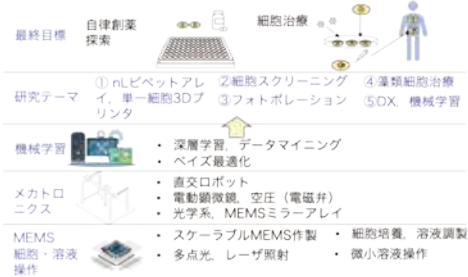 最終目標
自律創薬
探索
細胞治療
研究テーマ
① nLピペットアレ
イ，単一細胞3Dプ
リンタ
②細胞スクリーニング
③フォトポレーション
④藻類細胞治療
⑤DX，機械学習
機械学習
• 深層学習，データマイニング
• ベイズ最適化
メカトロ
ニクス
• 直交ロボット
• 電動顕微鏡，空圧（電磁弁）
• 光学系，MEMSミラーアレイ
MEMS
細胞・溶液
操作
• スケーラブルMEMS作製
• 多点光，レーザ照射
• 細胞培養，溶液調製
• 微小溶液操作